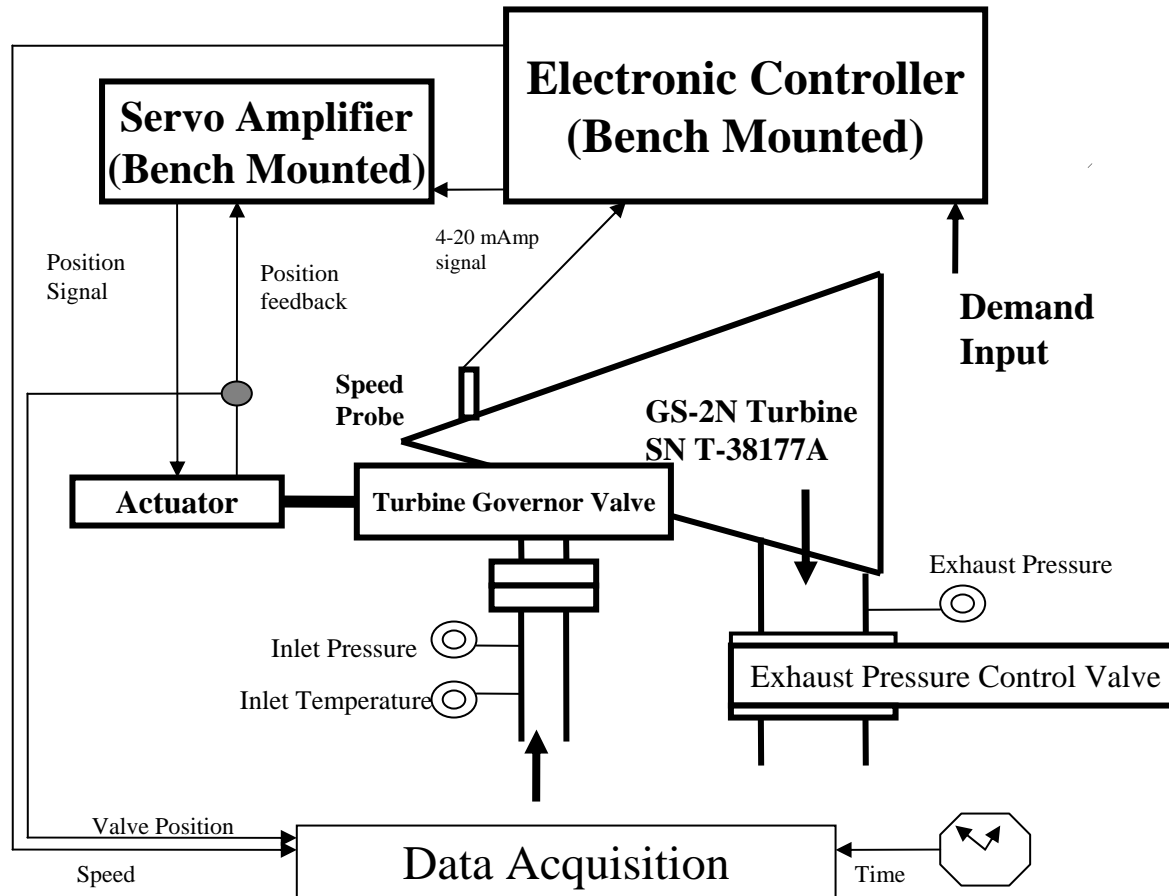 Electronic Controller
(Bench Mounted)
Servo Amplifier
(Bench Mounted)
4-20 mAmp
signal
Position
Signal
Position
feedback
Demand
Input
Speed
Probe
GS-2N Turbine
SN T-38177A
Actuator
Turbine Governor Valve
Exhaust Pressure
Inlet Pressure
Inlet Temperature
Exhaust Pressure Control Valve
Valve Position
Speed
Data Acquisition
Time